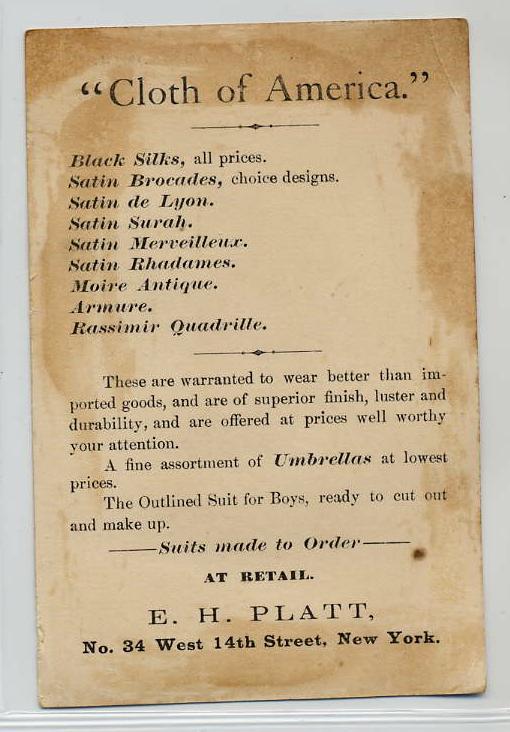 “Cloth of America.”
Black Silks, all prices.
Satin Brocades, choice designs.
Satin de Lyon.
Satin Surah.
Satin Merveilleux.
Satin Rhadames.
Moire Antique.
Armure.
Rassimir Quadrille.
These are warranted to wear better than im-
ported goods, and are of superior finish, luster and
durability, and are offered at prices well worthy
your attention.
A fine assortment of Umbrellas at lowest
prices.
The Outlined Suit for Boys, ready to cut out
and make up.
Suits made to Order
AT RETAIL.
E. H. PLATT,
No. 34 West 14th Street, New York.